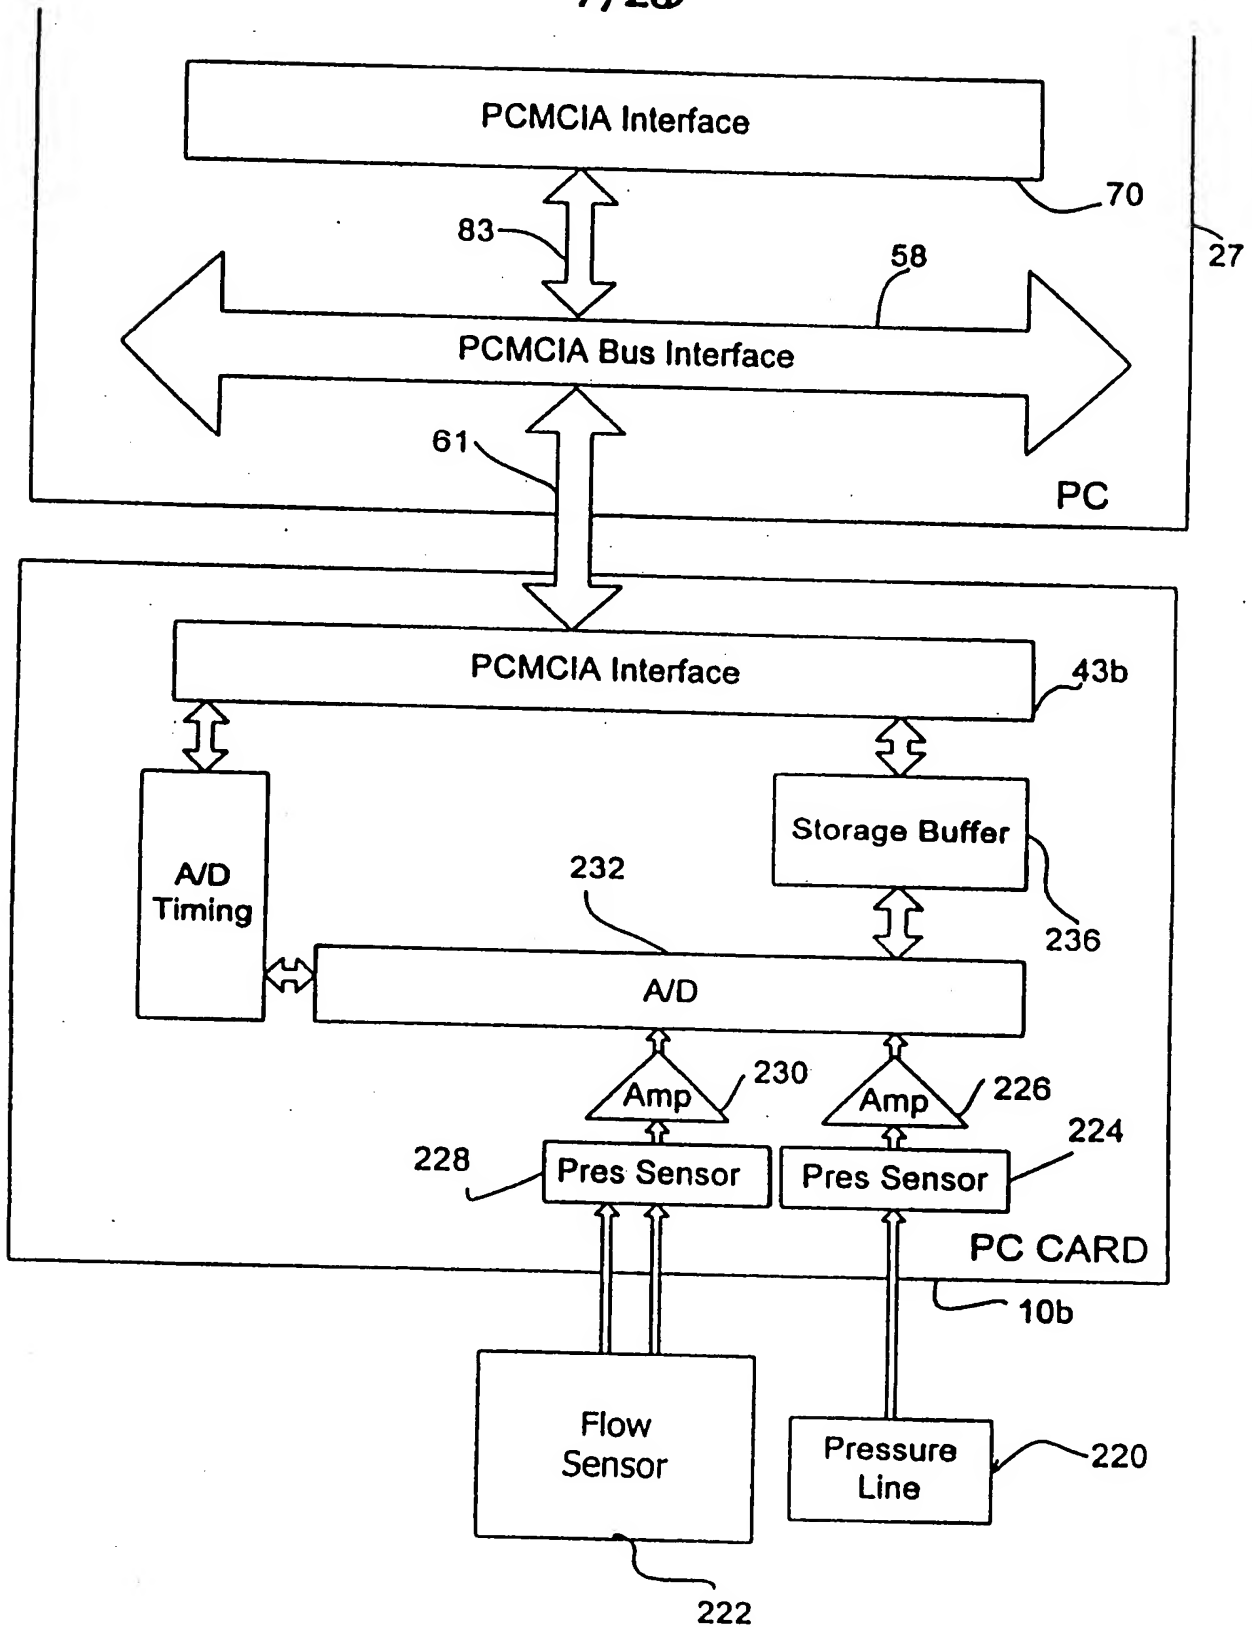 PCMCIA Interface
70
83
27
58
PCMCIA Bus Interface
61
PC
PCMCIA Interface
43b
Storage Buffer
A/D
Timing
232
236
A/D
230
Amp
226
Amp
224
228
Pres Sensor
Pres Sensor
PC CARD
10b
Flow
Sensor
Pressure
Line
220
222